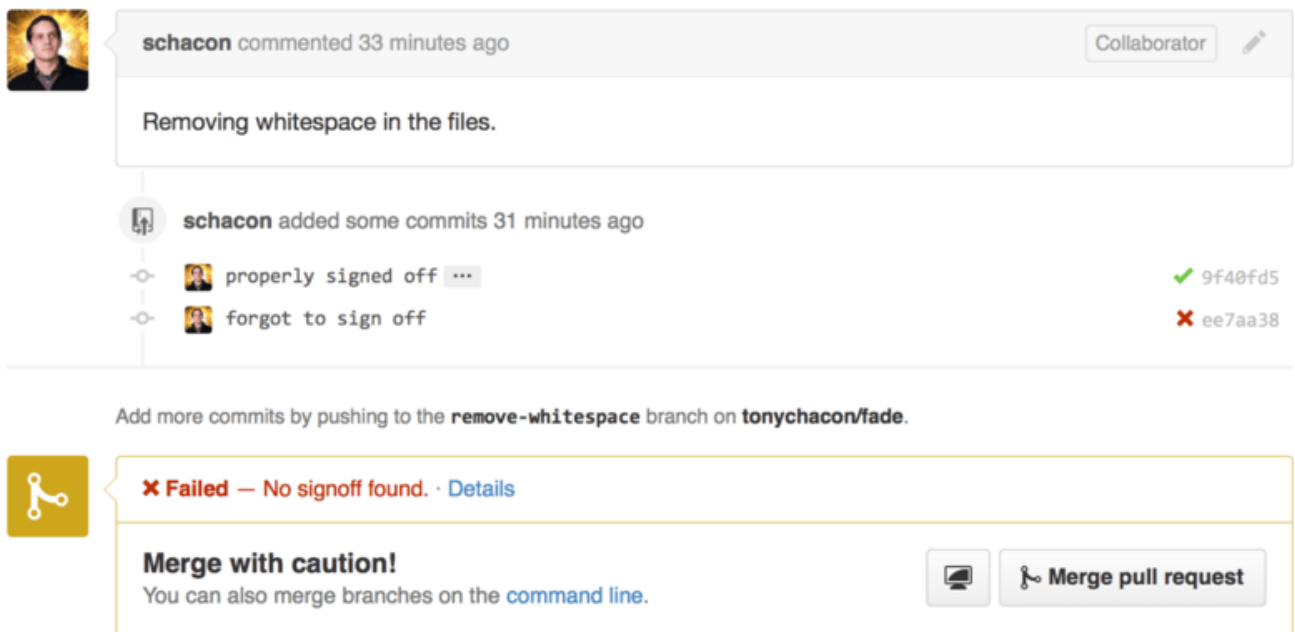 schacon commented 33 minutes ago
Collaborator
Removing whitespace in the files.
schacon added some commits 31 minutes ago
properly signed off ...
9f40fd5
forgot to sign off
ee7aa38
Add more commits by pushing to the remove-whitespace branch on tonychacon/fade.
Failed — No signoff found. · Details
Merge with caution!
You can also merge branches on the command line.
Merge pull request